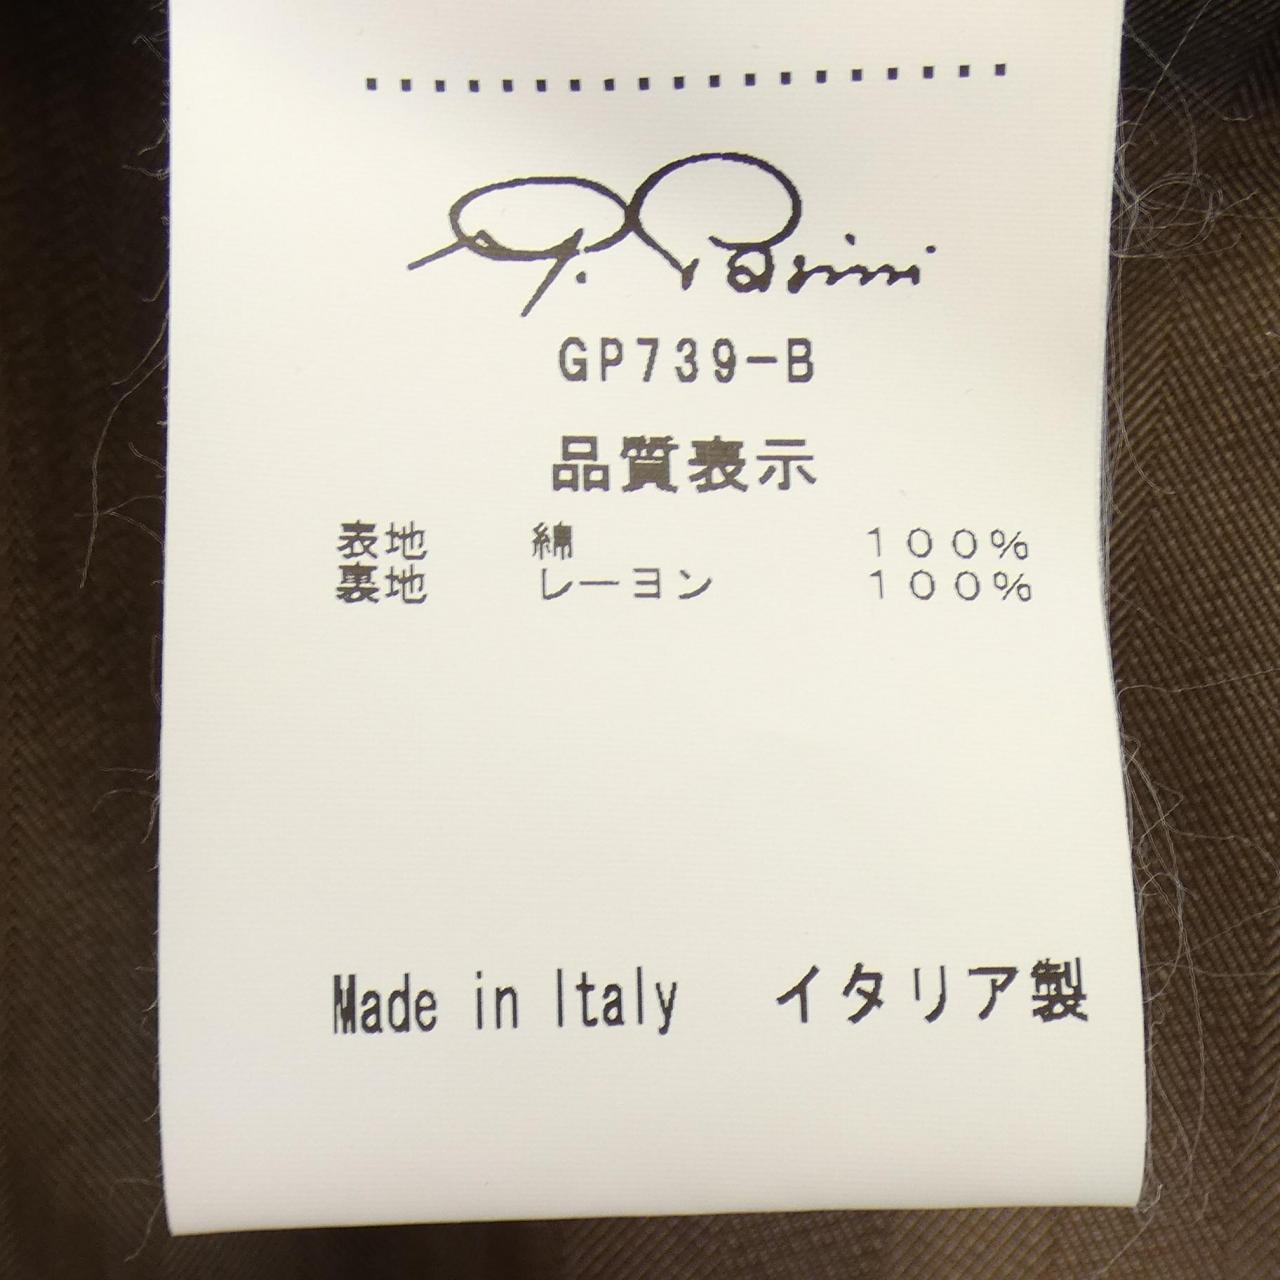 G. Pasini
GP739-B
品質表示
表地 綿 100%
裏地 レーヨン 100%
Made in Italy イタリア製